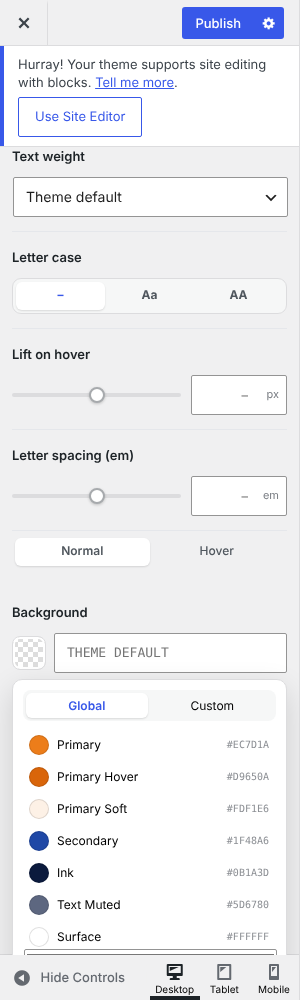 Publish
Hurray! Your theme supports site editing
with blocks. Tell me more.
Use Site Editor
Text weight
Theme default
Letter case
– Aa AA
Lift on hover
– px
Letter spacing (em)
– em
Normal Hover
Background
THEME DEFAULT
Global Custom
Primary #EC7D1A
Primary Hover #D9650A
Primary Soft #FDF1E6
Secondary #1F48A6
Ink #0B1A3D
Text Muted #5D6780
Surface #FFFFFF
Hide Controls
Desktop Tablet Mobile